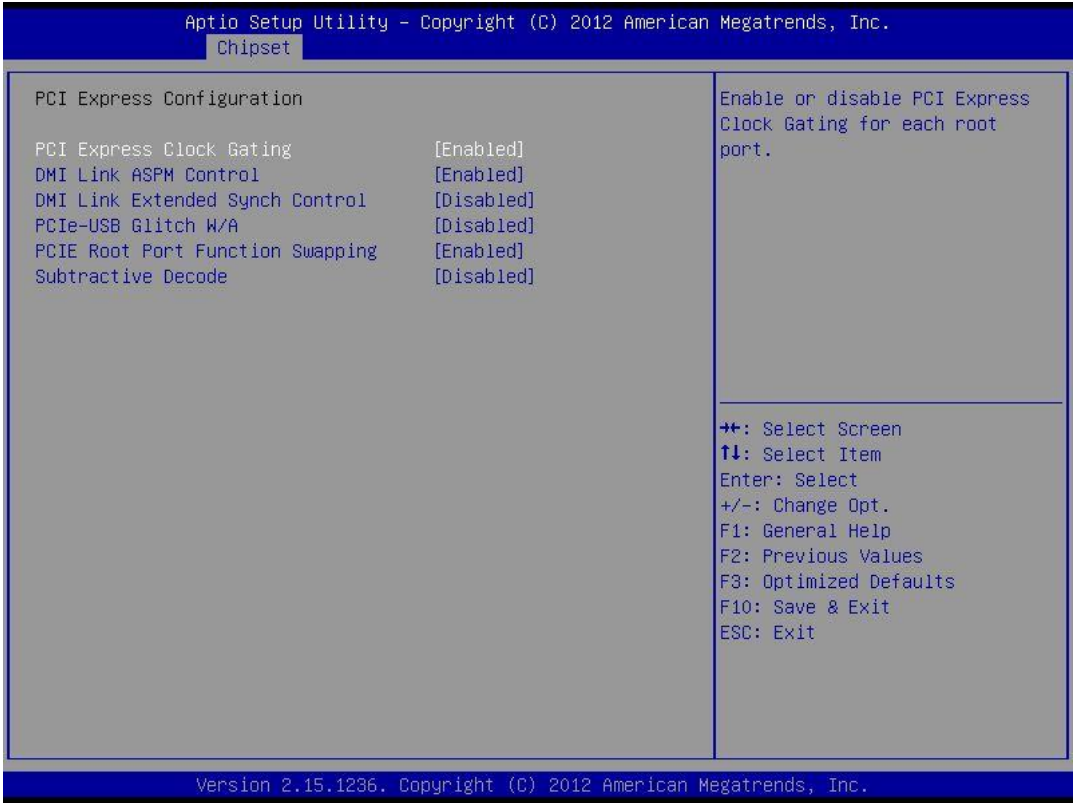 Aptio Setup Utility – Copyright (C) 2012 American Megatrends, Inc.
Chipset
PCI Express Configuration
PCI Express Clock Gating [Enabled]
DMI Link ASPM Control [Enabled]
DMI Link Extended Synch Control [Disabled]
PCIe-USB Glitch W/A [Disabled]
PCIE Root Port Function Swapping [Enabled]
Subtractive Decode [Disabled]
Enable or disable PCI Express
Clock Gating for each root
port.
→←: Select Screen
↑↓: Select Item
Enter: Select
+/-: Change Opt.
F1: General Help
F2: Previous Values
F3: Optimized Defaults
F10: Save & Exit
ESC: Exit
Version 2.15.1236. Copyright (C) 2012 American Megatrends, Inc.